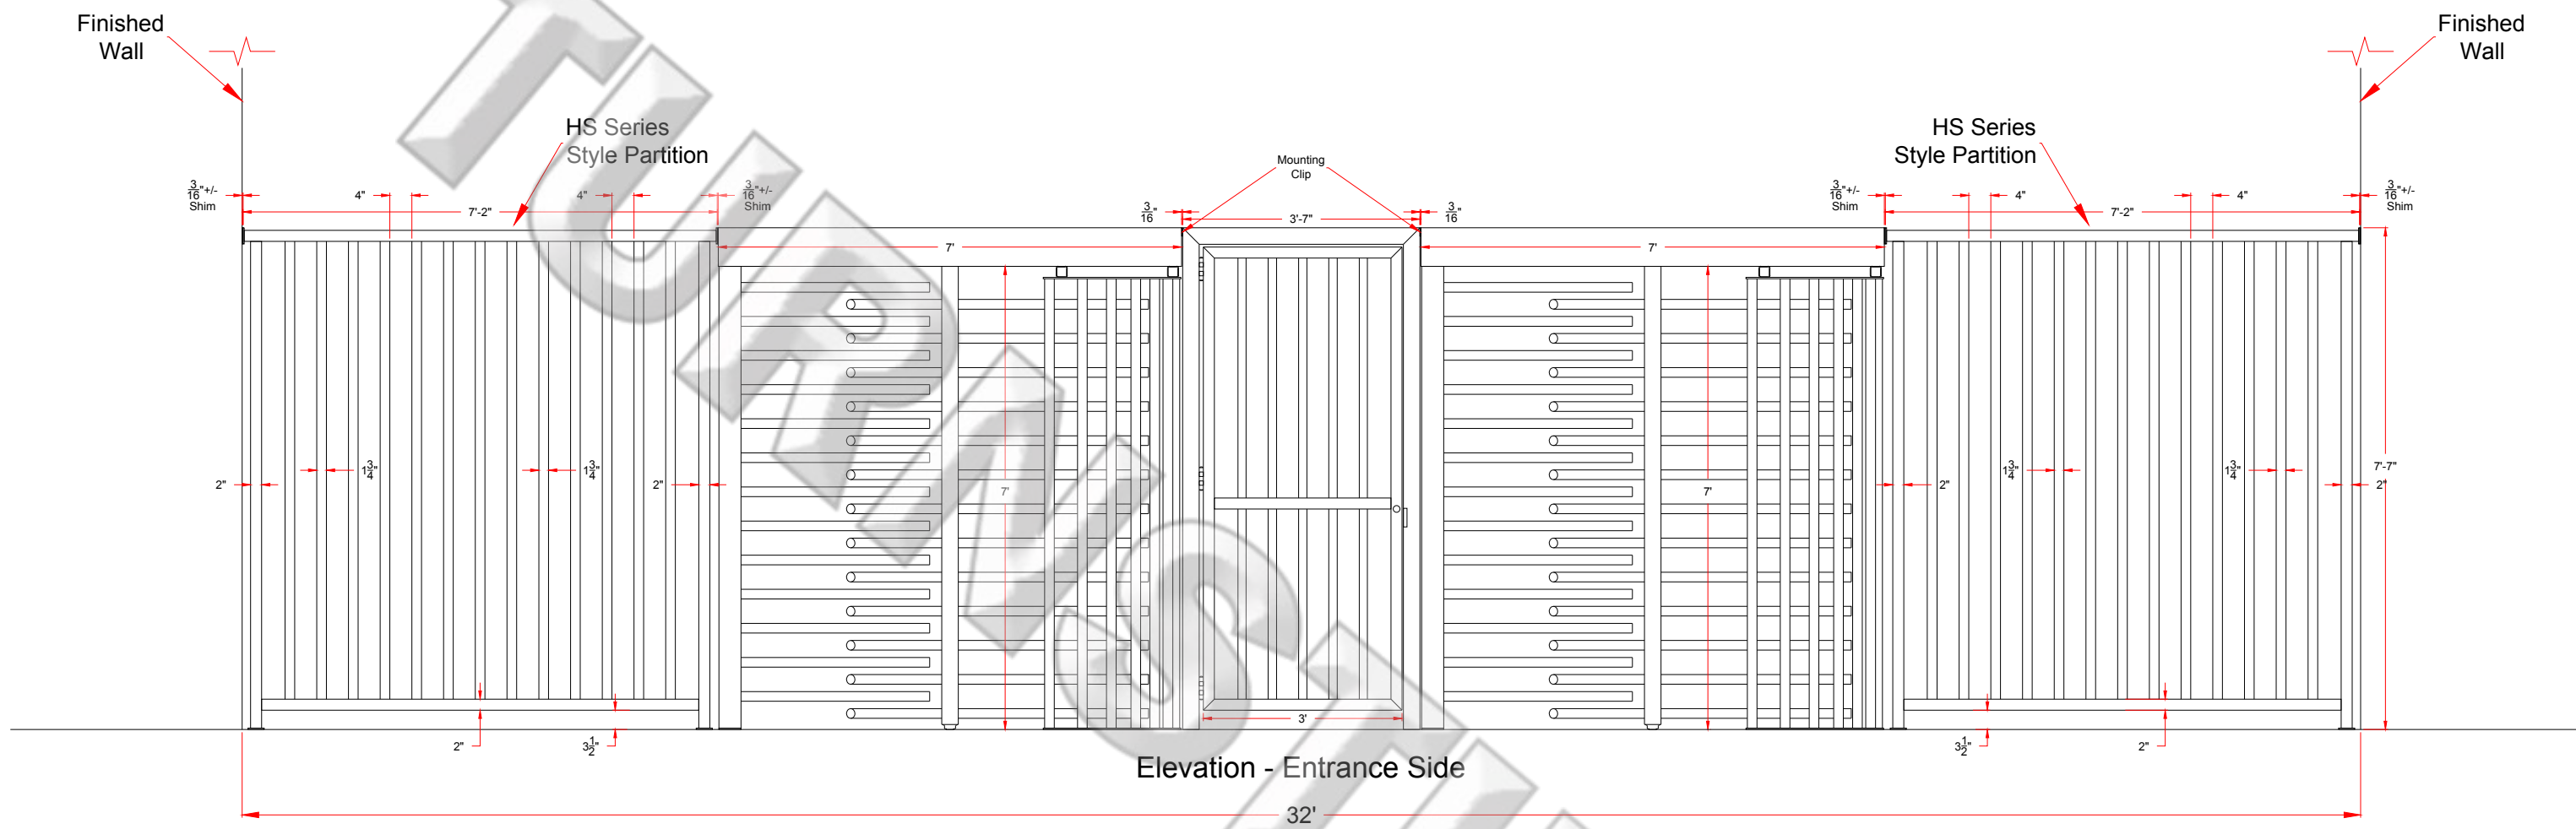 Finished
Wall
Finished
Wall
HS Series
Style Partition
HS Series
Style Partition
Mounting
Clip
3/16"+/-
Shim
4"
4"
3/16"+/-
Shim
7'-2"
3/16"
3'-7"
3/16"
3/16"+/-
Shim
4"
4"
3/16"+/-
Shim
7'-2"
7'
7'
2"
1 3/4"
1 3/4"
2"
7'
7'
2"
1 3/4"
1 3/4"
2"
7'-7"
3'
2"
3 1/2"
3 1/2"
2"
Elevation - Entrance Side
32'
TURNSTI